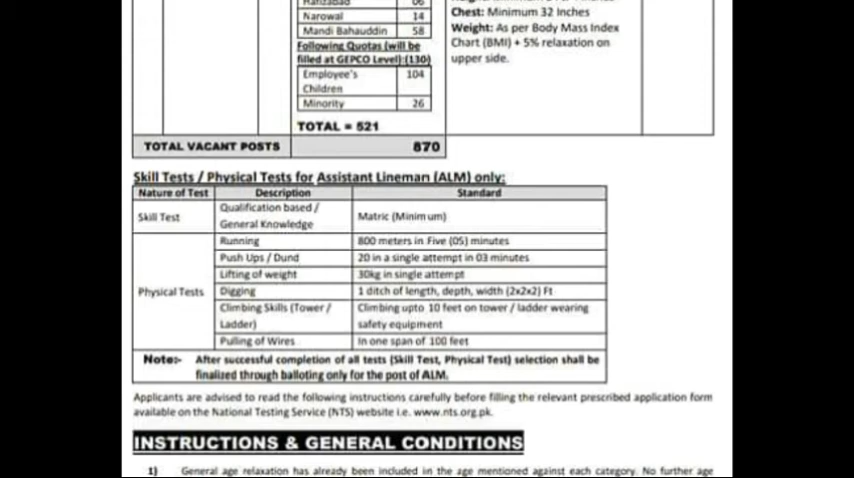 Hafizabad 06
Narowal 14
Mandi Bahauddin 58
Following Quotas (will be
filled at GEPCO Level):(130)
Employee's 104
Children
Minority 26
TOTAL = 521
Chest: Minimum 32 Inches
Weight: As per Body Mass Index
Chart (BMI) + 5% relaxation on
upper side.
TOTAL VACANT POSTS 870
Skill Tests / Physical Tests for Assistant Lineman (ALM) only:
Nature of Test Description Standard
Skill Test Qualification based / Matric (Minimum)
General Knowledge
Physical Tests
Running 800 meters in Five (05) minutes
Push Ups / Dund 20 in a single attempt in 03 minutes
Lifting of weight 30kg in single attempt
Digging 1 ditch of length, depth, width (2x2x2) Ft
Climbing Skills (Tower / Climbing upto 10 feet on tower / ladder wearing
Ladder) safety equipment
Pulling of Wires In one span of 100 feet
Note:- After successful completion of all tests (Skill Test, Physical Test) selection shall be
finalized through balloting only for the post of ALM.
Applicants are advised to read the following instructions carefully before filling the relevant prescribed application form
available on the National Testing Service (NTS) website i.e. www.nts.org.pk.
INSTRUCTIONS & GENERAL CONDITIONS
1) General age relaxation has already been included in the age mentioned against each category. No further age